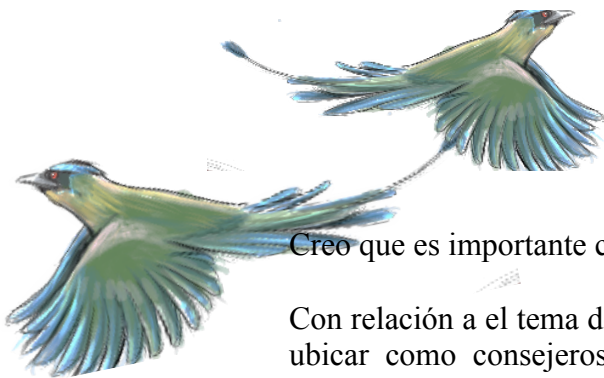 Creo que es importante
Con relación a el tema
ubicar como consejeros